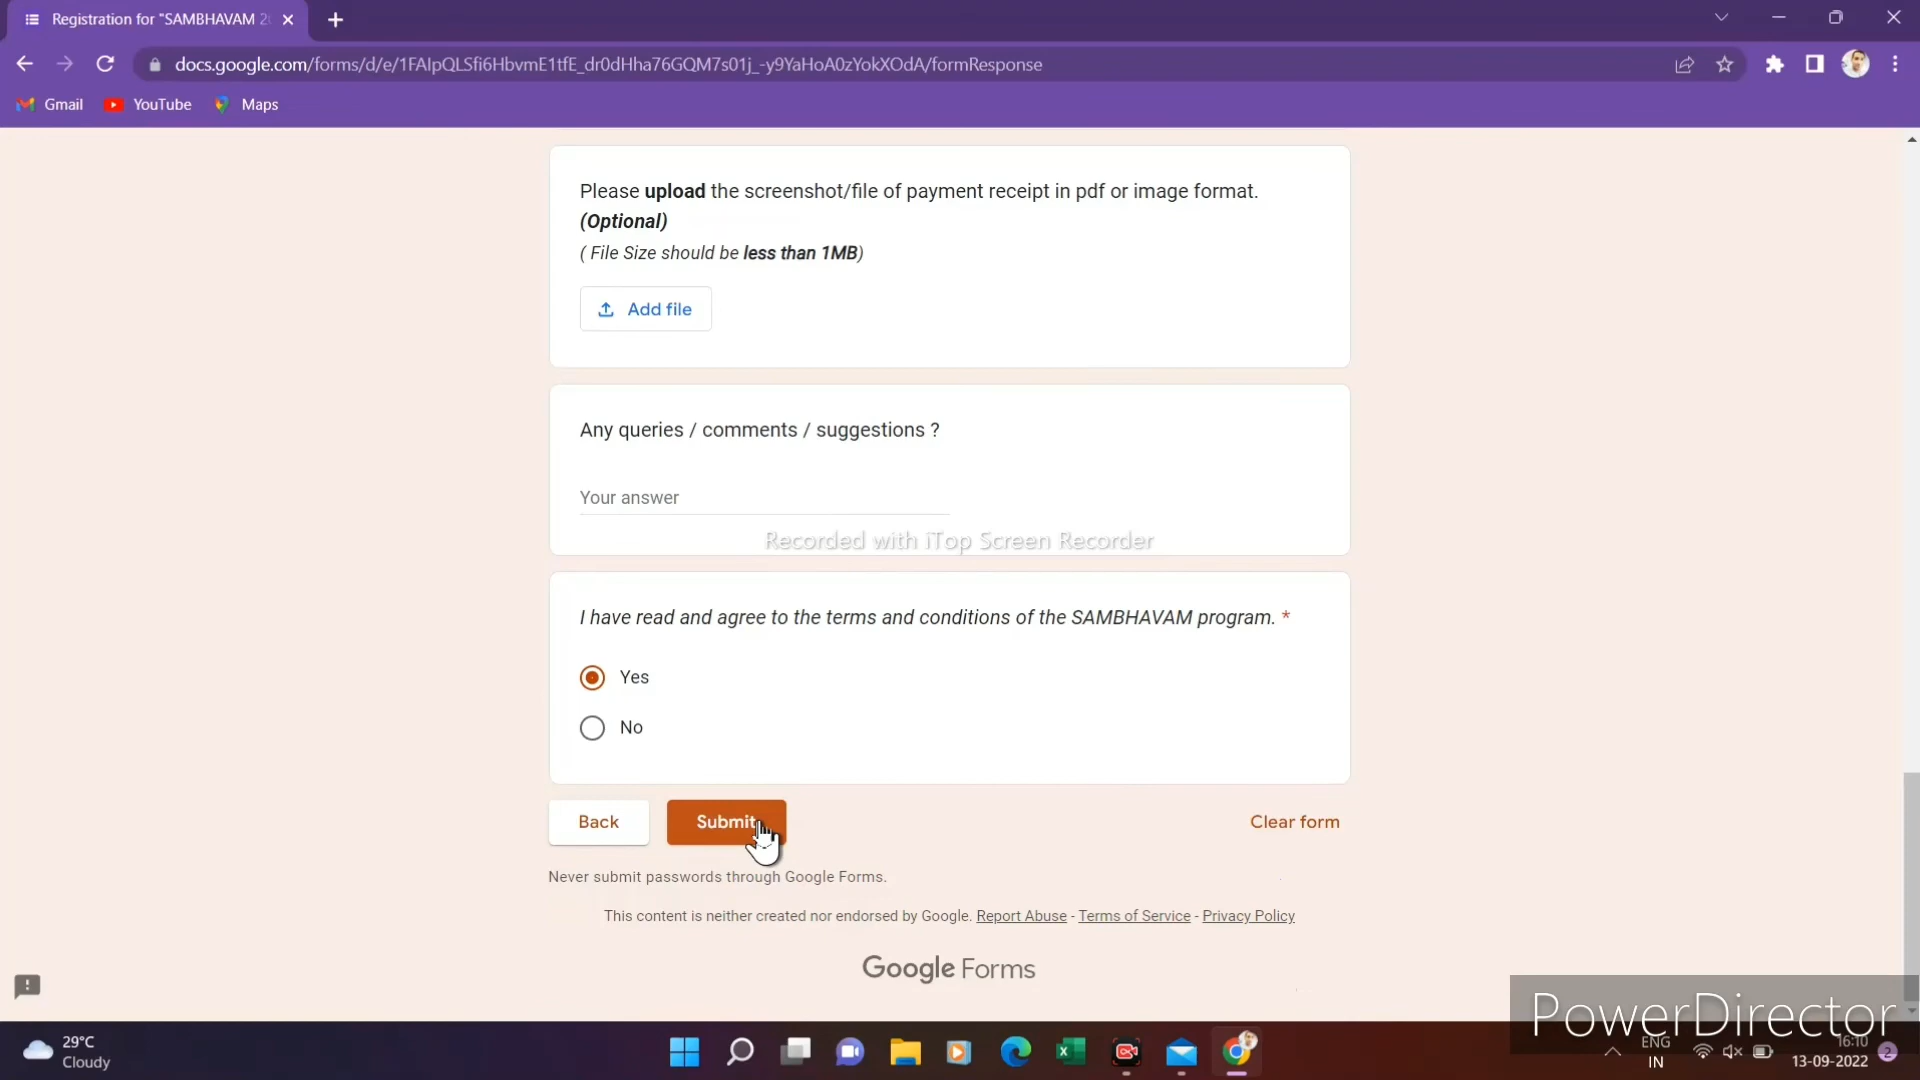 Registration for "SAMBHAVAM 20
docs.google.com/forms/d/e/1FAIpQLSfi6HbvmE1tfE_dr0dHha76GQM7s01j_-y9YaHoA0zYokXOdA/formResponse
Gmail
YouTube
Maps
Please upload the screenshot/file of payment receipt in pdf or image format.
(Optional)
( File Size should be less than 1MB)
Add file
Any queries / comments / suggestions ?
Your answer
Recorded with iTop Screen Recorder
I have read and agree to the terms and conditions of the SAMBHAVAM program. *
Yes
No
Back
Submit
Clear form
Never submit passwords through Google Forms.
This content is neither created nor endorsed by Google. Report Abuse - Terms of Service - Privacy Policy
Google Forms
PowerDirector
29°C
Cloudy
ENG
IN
16:10
13-09-2022
2